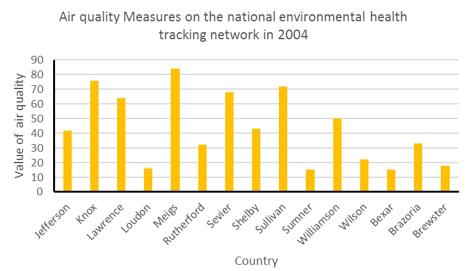 Air quality Measures on the national environmental health
tracking network in 2004
Value of air quality
90
80
70
60
50
40
30
20
10
0
Jefferson
Knox
Lawrence
Loudon
Meigs
Rutherford
Sevier
Shelby
Sullivan
Sumner
Williamson
Wilson
Bexar
Brazoria
Brewster
Country